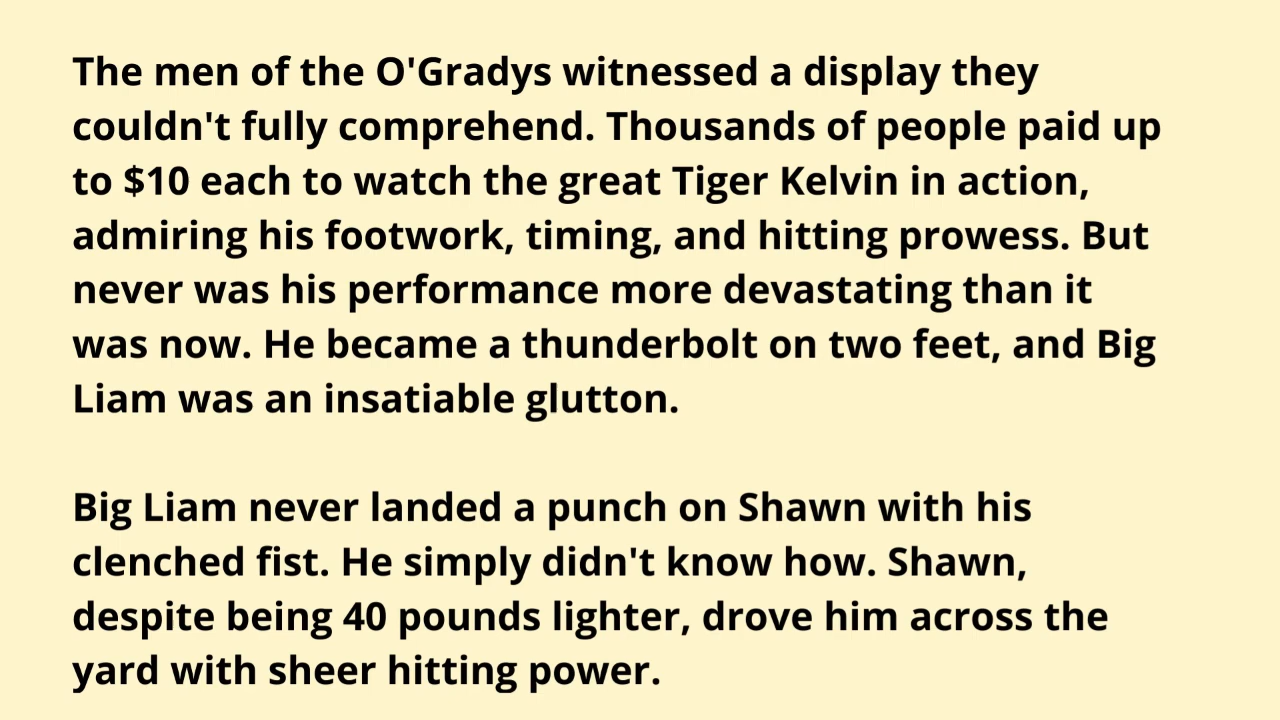 The men of the O'Gradys witnessed a display they
couldn't fully comprehend. Thousands of people paid up
to $10 each to watch the great Tiger Kelvin in action,
admiring his footwork, timing, and hitting prowess. But
never was his performance more devastating than it
was now. He became a thunderbolt on two feet, and Big
Liam was an insatiable glutton.
Big Liam never landed a punch on Shawn with his
clenched fist. He simply didn't know how. Shawn,
despite being 40 pounds lighter, drove him across the
yard with sheer hitting power.